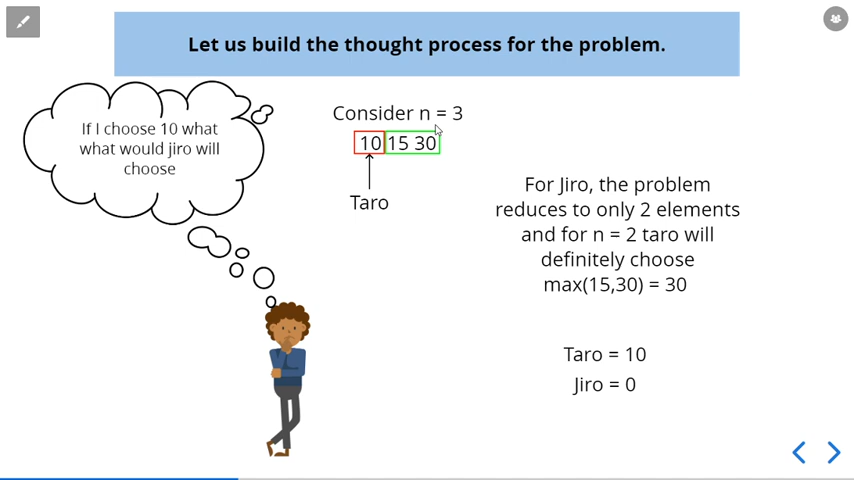 Let us build the thought process for the problem.
If I choose 10 what
what would jiro will
choose
Consider n = 3
10 15 30
Taro
For Jiro, the problem
reduces to only 2 elements
and for n = 2 taro will
definitely choose
max(15,30) = 30
Taro = 10
Jiro = 0